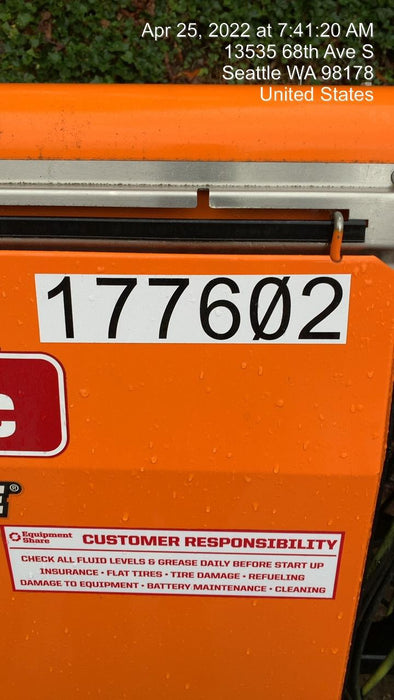 Apr 25, 2022 at 7:41:20 AM
13535 68th Ave S
Seattle WA 98178
United States
1776Ø2
c
E®
Equipment Share CUSTOMER RESPONSIBILITY
CHECK ALL FLUID LEVELS & GREASE DAILY BEFORE START UP
INSURANCE • FLAT TIRES • TIRE DAMAGE • REFUELING
DAMAGE TO EQUIPMENT • BATTERY MAINTENANCE • CLEANING